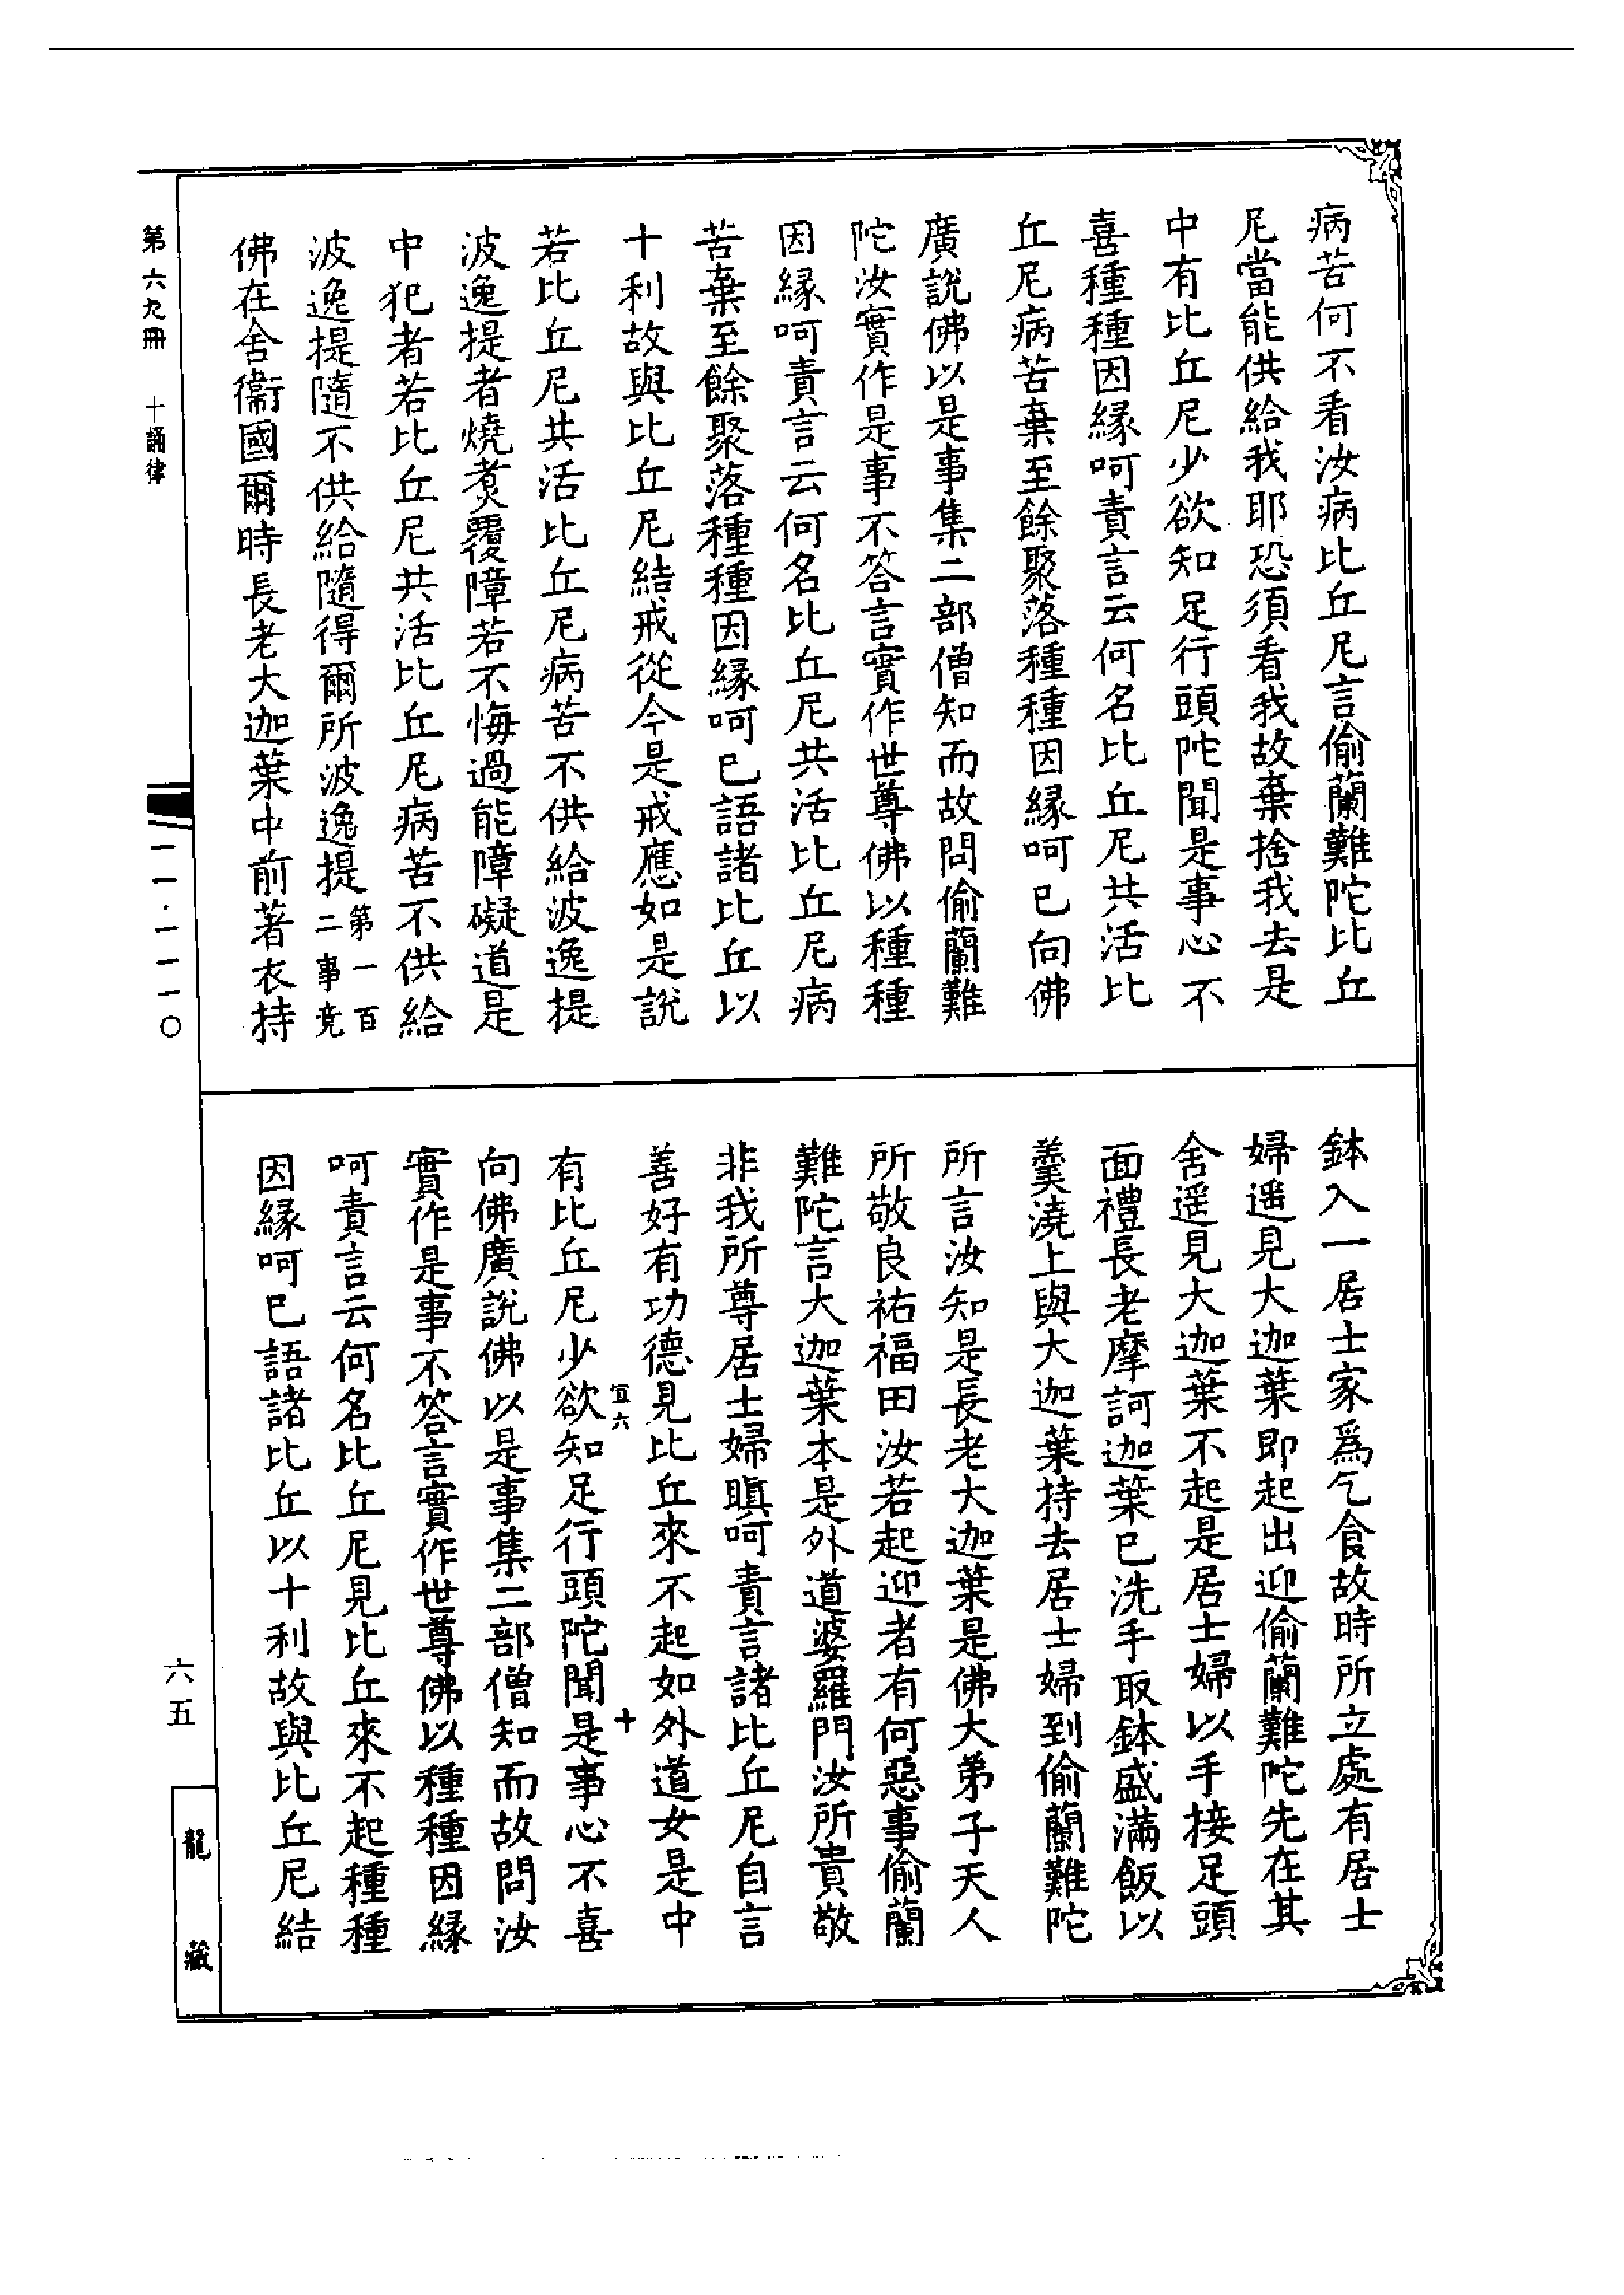 病苦何不看汝病比丘尼言偷蘭難陀比丘
尼當能供給我耶恐須看我故棄捨我去是
中有比丘尼少欲知足行頭陀聞是事心不
喜種種因緣呵責言云何名比丘尼共活比
丘尼病苦棄至餘聚落種種因緣呵已向佛
廣說佛以是事集二部僧知而故問偷蘭難
陀汝實作是事不答言實作世尊佛以種種
因緣呵責言云何名比丘尼共活比丘尼病
苦棄至餘聚落種種因緣呵已語諸比丘以
十利故與比丘尼結戒從今是戒應如是說
若比丘尼共活比丘尼病苦不供給波逸提
波逸提者燒煑覆障若不悔過能障礙道是
中犯者若比丘尼共活比丘尼病苦不供給
波逸提隨不供給隨得爾所波逸提第一百二事竟
佛在舍衞國爾時長老大迦葉中前著衣持
鉢入一居士家爲乞食故時所立處有居士
婦遥見大迦葉即起出迎偷蘭難陀先在其
舍遥見大迦葉不起是居士婦以手接足頭
面禮長老摩訶迦葉已洗手取鉢盛滿飯以
羹澆上與大迦葉持去居士婦到偷蘭難陀
所言汝知是長老大迦葉是佛大弟子天人
所敬良祐福田汝若起迎者有何惡事偷蘭
難陀言大迦葉本是外道婆羅門汝所貴敬
非我所尊居士婦瞋呵責言諸比丘尼自言
善好有功德見比丘來不起如外道女是中
宜六 十
有比丘尼少欲知足行頭陀聞是事心不喜
向佛廣說佛以是事集二部僧知而故問汝
實作是事不答言實作世尊佛以種種因緣
呵責言云何名比丘尼見比丘來不起種種
因緣呵已語諸比丘以十利故與比丘尼結
第六九冊 十誦律
一一·一一一〇
六五
龍藏